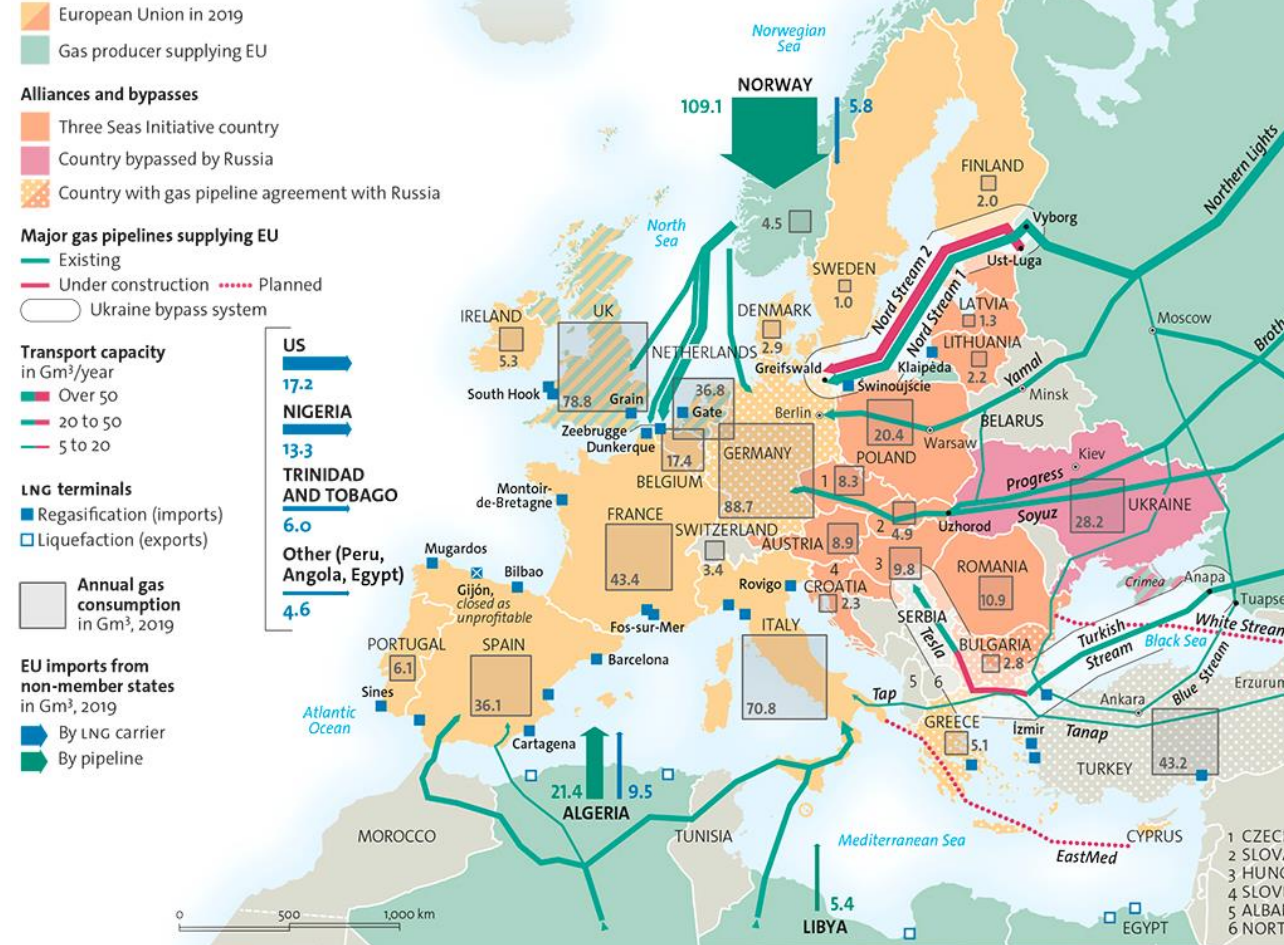 European Union in 2019
Gas producer supplying EU
Alliances and bypasses
Three Seas Initiative country
Country bypassed by Russia
Country with gas pipeline agreement with Russia
Major gas pipelines supplying EU
Existing
Under construction
Planned
Ukraine bypass system
Transport capacity
in Gm³/year
Over 50
20 to 50
5 to 20
LNG terminals
Regasification (imports)
Liquefaction (exports)
Annual gas
consumption
in Gm³, 2019
EU imports from
non-member states
in Gm³, 2019
By LNG carrier
By pipeline
US
17.2
NIGERIA
13.3
TRINIDAD
AND TOBAGO
6.0
Other (Peru,
Angola, Egypt)
4.6
Norwegian
Sea
NORWAY
109.1
5.8
4.5
North
Sea
FINLAND
2.0
Northern Lights
Vyborg
Ust-Luga
SWEDEN
1.0
Nord Stream 2
Nord Stream 1
LATVIA
1.3
LITHUANIA
2.2
Klaipėda
Moscow
Broth
IRELAND
5.3
UK
78.8
South Hook
Grain
DENMARK
2.9
NETHERLANDS
36.8
Gate
Greifswald
Świnoujście
Yamal
Minsk
BELARUS
Zeebrugge
Dunkerque
17.4
BELGIUM
Berlin
GERMANY
88.7
20.4
POLAND
Warsaw
Kiev
Progress
Soyuz
UKRAINE
28.2
Uzhorod
1
8.3
2
4.9
Montoir-
de-Bretagne
FRANCE
43.4
SWITZERLAND
3.4
AUSTRIA
8.9
3
9.8
4
CROATIA
2.3
ROMANIA
10.9
Crimea
Anapa
Tuapse
White Stream
Mugardos
Gijón,
closed as
unprofitable
Bilbao
Fos-sur-Mer
Rovigo
ITALY
70.8
SERBIA
Tesla
BULGARIA
2.8
Turkish
Stream
Black Sea
Blue Stream
PORTUGAL
6.1
SPAIN
36.1
Sines
Barcelona
Cartagena
Atlantic
Ocean
5
6
Tap
GREECE
5.1
İzmir
Tanap
Ankara
Erzurum
TURKEY
43.2
21.4
9.5
ALGERIA
MOROCCO
TUNISIA
Mediterranean Sea
EastMed
CYPRUS
5.4
LIBYA
EGYPT
0
500
1,000 km
1 CZEC
2 SLOVA
3 HUNG
4 SLOVE
5 ALBAI
6 NORT